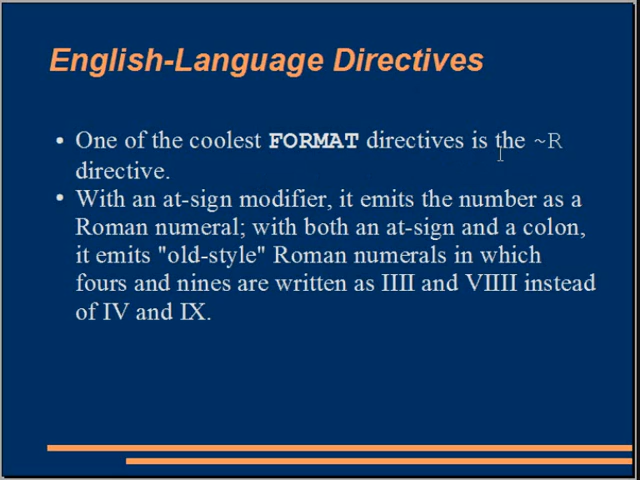 English-Language Directives
• One of the coolest FORMAT directives is the ~R
directive.
• With an at-sign modifier, it emits the number as a
Roman numeral; with both an at-sign and a colon,
it emits "old-style" Roman numerals in which
fours and nines are written as IIII and VIIII instead
of IV and IX.